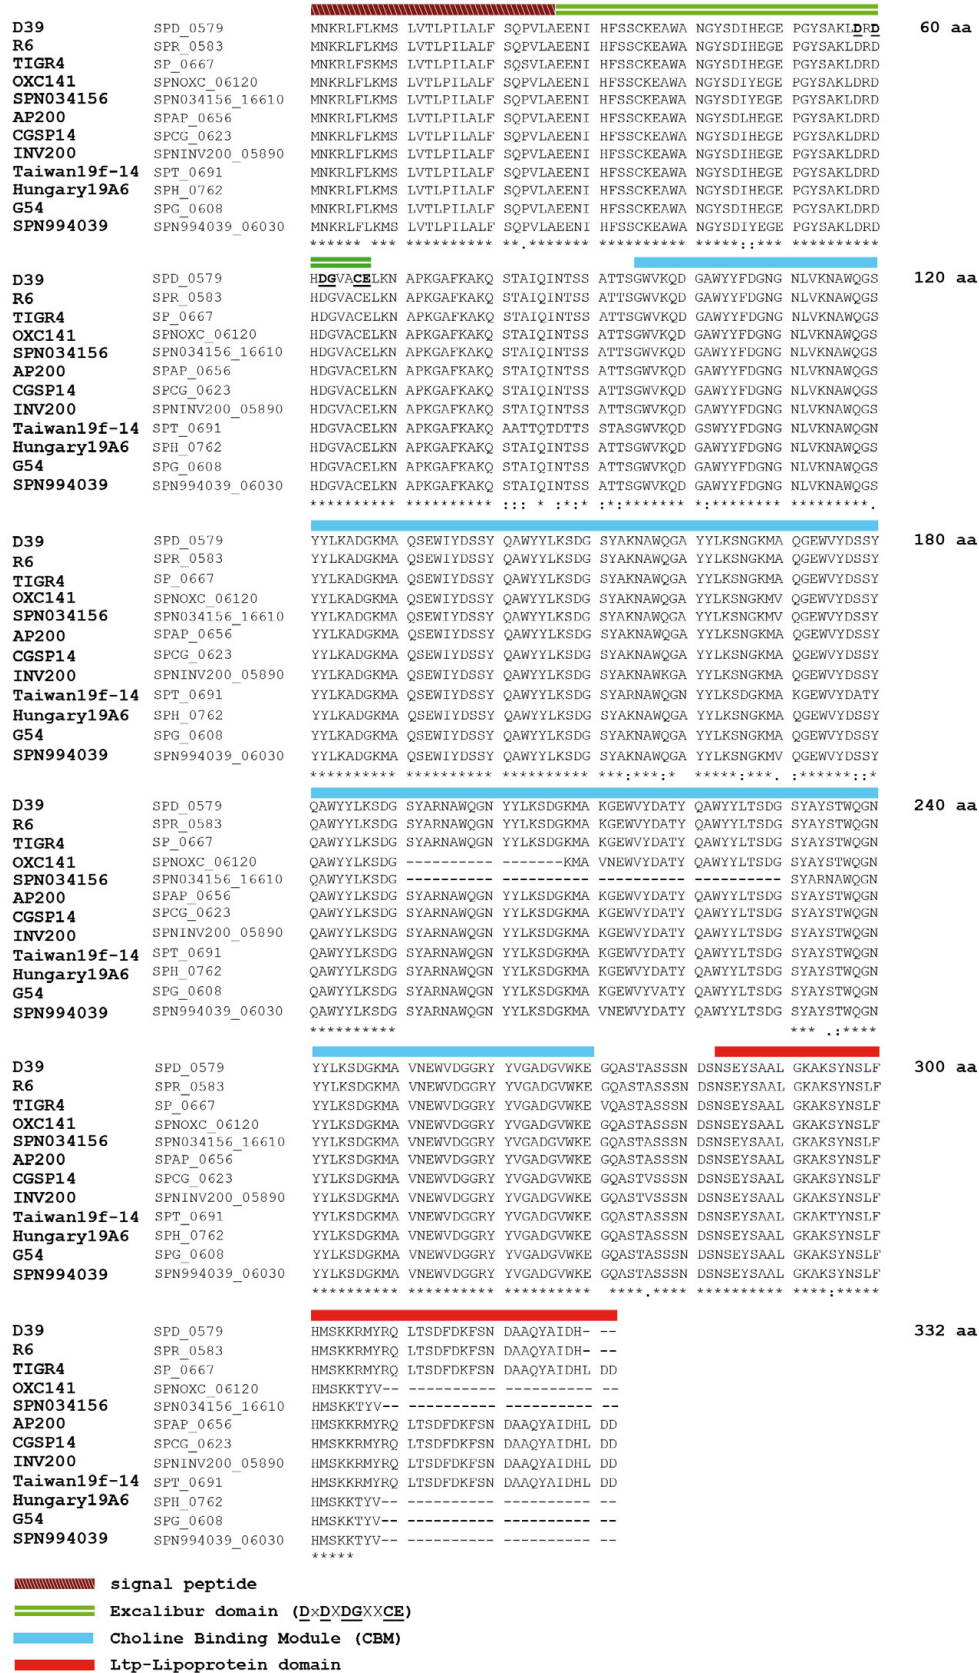 D39 SPD_0579 MNKRLFLKMS LVTLPILALF SQPVLAEENI HFSSCKEAWA NGYSDIHEGE PGYSAKLDRD 60 aa
R6 SPR_0583 MNKRLFLKMS LVTLPILALF SQPVLAEENI HFSSCKEAWA NGYSDIHEGE PGYSAKLDRD
TIGR4 SP_0667 MNKRLFSKMS LVTLPILALF SQSVLAEENI HFSSCKEAWA NGYSDIHEGE PGYSAKLDRD
OXC141 SPNOXC_06120 MNKRLFLKMS LVTLPILALF SQPVLAEENI HFSSCKEAWA NGYSDIHEGE PGYSAKLDRD
SPN034156 SPN034156_16610 MNKRLFLKMS LVTLPILALF SQPVLAEENI HFSSCKEAWA NGYSDIHEGE PGYSAKLDRD
AP200 SPAP_0656 MNKRLFLKMS LVTLPILALF SQPVLAEENI HFSSCKEAWA NGYSDIHEGE PGYSAKLDRD
CGSP14 SPCG_0623 MNKRLFLKMS LVTLPILALF SQPVLAEENI HFSSCKEAWA NGYSDIHEGE PGYSAKLDRD
INV200 SPNINV200_05890 MNKRLFLKMS LVTLPILALF SQPVLAEENI HFSSCKEAWA NGYSDIHEGE PGYSAKLDRD
Taiwan19f-14 SPT_0691 MNKRLFLKMS LVTLPILALF SQPVLAEENI HFSSCKEAWA NGYSDIHEGE PGYSAKLDRD
Hungary19A6 SPH_0762 MNKRLFLKMS LVTLPILALF SQPVLAEENI HFSSCKEAWA NGYSDIHEGE PGYSAKLDRD
G54 SPG_0608 MNKRLFLKMS LVTLPILALF SQPVLAEENI HFSSCKEAWA NGYSDIHEGE PGYSAKLDRD
SPN994039 SPN994039_06030 MNKRLFLKMS LVTLPILALF SQPVLAEENI HFSSCKEAWA NGYSDIHEGE PGYSAKLDRD
****** *** ********** **.******* ********** *****::*** **********
D39 SPD_0579 HDGVACELKN APKGAFKAKQ STAIQINTSS ATTSGWVKQD GAWYYFDGNG NLVKNAWQGS 120 aa
R6 SPR_0583 HDGVACELKN APKGAFKAKQ STAIQINTSS ATTSGWVKQD GAWYYFDGNG NLVKNAWQGS
TIGR4 SP_0667 HDGVACELKN APKGAFKAKQ STAIQINTSS ATTSGWVKQD GAWYYFDGNG NLVKNAWQGS
OXC141 SPNOXC_06120 HDGVACELKN APKGAFKAKQ STAIQINTSS ATTSGWVKQD GAWYYFDGNG NLVKNAWQGS
SPN034156 SPN034156_16610 HDGVACELKN APKGAFKAKQ STAIQINTSS ATTSGWVKQD GAWYYFDGNG NLVKNAWQGS
AP200 SPAP_0656 HDGVACELKN APKGAFKAKQ STAIQINTSS ATTSGWVKQD GAWYYFDGNG NLVKNAWQGS
CGSP14 SPCG_0623 HDGVACELKN APKGAFKAKQ STAIQINTSS ATTSGWVKQD GAWYYFDGNG NLVKNAWQGS
INV200 SPNINV200_05890 HDGVACELKN APKGAFKAKQ STAIQINTSS ATTSGWVKQD GAWYYFDGNG NLVKNAWQGS
Taiwan19f-14 SPT_0691 HDGVACELKN APKGAFKAKQ AATTQTDTTS STASGWVKQD GSWYYFDGNG NLVKNAWQGN
Hungary19A6 SPH_0762 HDGVACELKN APKGAFKAKQ STAIQINTSS ATTSGWVKQD GAWYYFDGNG NLVKNAWQGS
G54 SPG_0608 HDGVACELKN APKGAFKAKQ STAIQINTSS ATTSGWVKQD GAWYYFDGNG NLVKNAWQGS
SPN994039 SPN994039_06030 HDGVACELKN APKGAFKAKQ STAIQINTSS ATTSGWVKQD GAWYYFDGNG NLVKNAWQGS
********** ********** ::: * :*:* :*:******* *:******** *********.
D39 SPD_0579 YYLKADGKMA QSEWIYDSSY QAWYYLKSDG SYAKNAWQGA YYLKSNGKMA QGEWVYDSSY 180 aa
R6 SPR_0583 YYLKADGKMA QSEWIYDSSY QAWYYLKSDG SYAKNAWQGA YYLKSNGKMA QGEWVYDSSY
TIGR4 SP_0667 YYLKADGKMA QSEWIYDSSY QAWYYLKSDG SYAKNAWQGA YYLKSNGKMA QGEWVYDSSY
OXC141 SPNOXC_06120 YYLKADGKMA QSEWIYDSSY QAWYYLKSDG SYAKNAWQGA YYLKSNGKMV QGEWVYDSSY
SPN034156 SPN034156_16610 YYLKADGKMA QSEWIYDSSY QAWYYLKSDG SYAKNAWQGA YYLKSNGKMV QGEWVYDSSY
AP200 SPAP_0656 YYLKADGKMA QSEWIYDSSY QAWYYLKSDG SYAKNAWQGA YYLKSNGKMA QGEWVYDSSY
CGSP14 SPCG_0623 YYLKADGKMA QSEWIYDSSY QAWYYLKSDG SYAKNAWQGA YYLKSNGKMA QGEWVYDSSY
INV200 SPNINV200_05890 YYLKADGKMA QSEWIYDSSY QAWYYLKSDG SYAKNAWKGA YYLKSNGKMA QGEWVYDSSY
Taiwan19f-14 SPT_0691 YYLKADGKMA QSEWIYDSSY QAWYYLKSDG SYARNAWQGN YYLKSDGKMA KGEWVYDATY
Hungary19A6 SPH_0762 YYLKADGKMA QSEWIYDSSY QAWYYLKSDG SYAKNAWQGA YYLKSNGKMA QGEWVYDSSY
G54 SPG_0608 YYLKADGKMA QSEWIYDSSY QAWYYLKSDG SYAKNAWQGA YYLKSNGKMA QGEWVYDSSY
SPN994039 SPN994039_06030 YYLKADGKMA QSEWIYDSSY QAWYYLKSDG SYAKNAWQGA YYLKSNGKMV QGEWVYDSSY
********** ********** ********** ***:***:* *****:***. :******::*
D39 SPD_0579 QAWYYLKSDG SYARNAWQGN YYLKSDGKMA KGEWVYDATY QAWYYLTSDG SYAYSTWQGN 240 aa
R6 SPR_0583 QAWYYLKSDG SYARNAWQGN YYLKSDGKMA KGEWVYDATY QAWYYLTSDG SYAYSTWQGN
TIGR4 SP_0667 QAWYYLKSDG SYARNAWQGN YYLKSDGKMA KGEWVYDATY QAWYYLTSDG SYAYSTWQGN
OXC141 SPNOXC_06120 QAWYYLKSDG ---------- -------KMA VNEWVYDATY QAWYYLTSDG SYAYSTWQGN
SPN034156 SPN034156_16610 QAWYYLKSDG ---------- ---------- ---------- ---------- SYARNAWQGN
AP200 SPAP_0656 QAWYYLKSDG SYARNAWQGN YYLKSDGKMA KGEWVYDATY QAWYYLTSDG SYAYSTWQGN
CGSP14 SPCG_0623 QAWYYLKSDG SYARNAWQGN YYLKSDGKMA KGEWVYDATY QAWYYLTSDG SYAYSTWQGN
INV200 SPNINV200_05890 QAWYYLKSDG SYARNAWQGN YYLKSDGKMA KGEWVYDATY QAWYYLTSDG SYAYSTWQGN
Taiwan19f-14 SPT_0691 QAWYYLKSDG SYARNAWQGN YYLKSDGKMA KGEWVYDATY QAWYYLTSDG SYAYSTWQGN
Hungary19A6 SPH_0762 QAWYYLKSDG SYARNAWQGN YYLKSDGKMA KGEWVYDATY QAWYYLTSDG SYAYSTWQGN
G54 SPG_0608 QAWYYLKSDG SYARNAWQGN YYLKSDGKMA KGEWVYVATY QAWYYLTSDG SYAYSTWQGN
SPN994039 SPN994039_06030 QAWYYLKSDG SYARNAWQGN YYLKSDGKMA VNEWVYDATY QAWYYLTSDG SYAYSTWQGN
********** *** .:****
D39 SPD_0579 YYLKSDGKMA VNEWVDGGRY YVGADGVWKE GQASTASSSN DSNSEYSAAL GKAKSYNSLF 300 aa
R6 SPR_0583 YYLKSDGKMA VNEWVDGGRY YVGADGVWKE GQASTASSSN DSNSEYSAAL GKAKSYNSLF
TIGR4 SP_0667 YYLKSDGKMA VNEWVDGGRY YVGADGVWKE VQASTASSSN DSNSEYSAAL GKAKSYNSLF
OXC141 SPNOXC_06120 YYLKSDGKMA VNEWVDGGRY YVGADGVWKE GQASTASSSN DSNSEYSAAL GKAKSYNSLF
SPN034156 SPN034156_16610 YYLKSDGKMA VNEWVDGGRY YVGADGVWKE GQASTASSSN DSNSEYSAAL GKAKSYNSLF
AP200 SPAP_0656 YYLKSDGKMA VNEWVDGGRY YVGADGVWKE GQASTASSSN DSNSEYSAAL GKAKSYNSLF
CGSP14 SPCG_0623 YYLKSDGKMA VNEWVDGGRY YVGADGVWKE GQASTVSSSN DSNSEYSAAL GKAKSYNSLF
INV200 SPNINV200_05890 YYLKSDGKMA VNEWVDGGRY YVGADGVWKE GQASTVSSSN DSNSEYSAAL GKAKSYNSLF
Taiwan19f-14 SPT_0691 YYLKSDGKMA VNEWVDGGRY YVGADGVWKE GQASTASSSN DSNSEYSAAL GKAKTYNSLF
Hungary19A6 SPH_0762 YYLKSDGKMA VNEWVDGGRY YVGADGVWKE GQASTASSSN DSNSEYSAAL GKAKSYNSLF
G54 SPG_0608 YYLKSDGKMA VNEWVDGGRY YVGADGVWKE GQASTASSSN DSNSEYSAAL GKAKSYNSLF
SPN994039 SPN994039_06030 YYLKSDGKMA VNEWVDGGRY YVGADGVWKE GQASTASSSN DSNSEYSAAL GKAKSYNSLF
********** ********** ********** *****.**** ********** ****:*****
D39 SPD_0579 HMSKKRMYRQ LTSDFDKFSN DAAQYAIDH- -- 332 aa
R6 SPR_0583 HMSKKRMYRQ LTSDFDKFSN DAAQYAIDH- --
TIGR4 SP_0667 HMSKKRMYRQ LTSDFDKFSN DAAQYAIDHL DD
OXC141 SPNOXC_06120 HMSKKTYV-- ---------- ---------- --
SPN034156 SPN034156_16610 HMSKKTYV-- ---------- ---------- --
AP200 SPAP_0656 HMSKKRMYRQ LTSDFDKFSN DAAQYAIDHL DD
CGSP14 SPCG_0623 HMSKKRMYRQ LTSDFDKFSN DAAQYAIDHL DD
INV200 SPNINV200_05890 HMSKKRMYRQ LTSDFDKFSN DAAQYAIDHL DD
Taiwan19f-14 SPT_0691 HMSKKRMYRQ LTSDFDKFSN DAAQYAIDHL DD
Hungary19A6 SPH_0762 HMSKKTYV-- ---------- ---------- --
G54 SPG_0608 HMSKKTYV-- ---------- ---------- --
SPN994039 SPN994039_06030 HMSKKTYV-- ---------- ---------- --
*****
signal peptide
Excalibur domain (DxDXDGXXCE)
Choline Binding Module (CBM)
Ltp-Lipoprotein domain